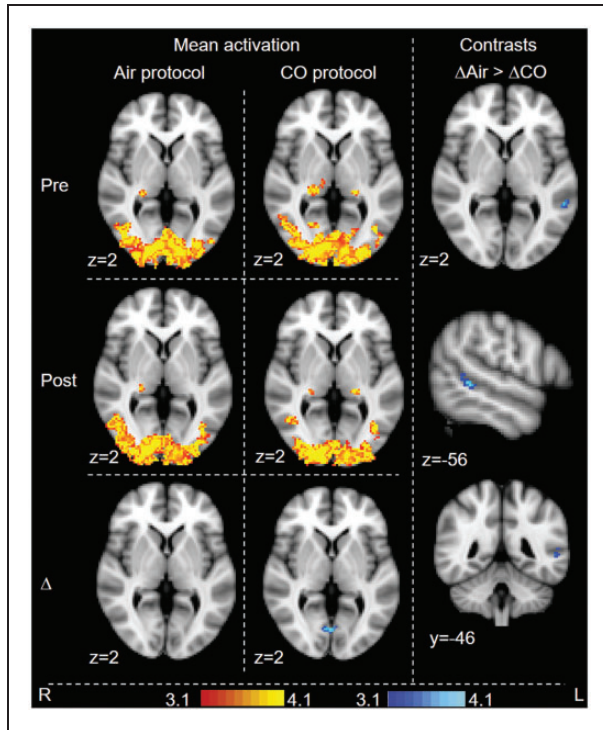 Mean activation
Contrasts
Air protocol
CO protocol
ΔAir > ΔCO
Pre
z=2
z=2
z=2
Post
z=2
z=2
z=-56
Δ
z=2
z=2
y=-46
R
3.1
4.1
3.1
4.1
L